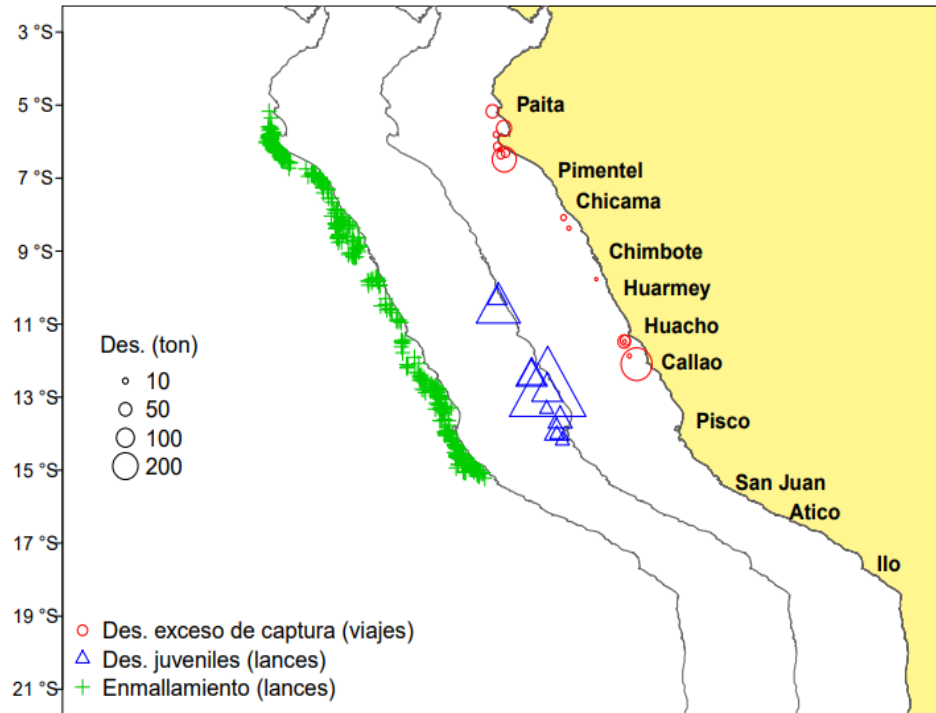 3 °S
5 °S
7 °S
9 °S
11 °S
13 °S
15 °S
17 °S
19 °S
21 °S
Paita
Pimentel
Chicama
Chimbote
Huarmey
Huacho
Callao
Pisco
San Juan
Atico
Ilo
Des. (ton)
10
50
100
200
Des. exceso de captura (viajes)
Des. juveniles (lances)
Enmallamiento (lances)